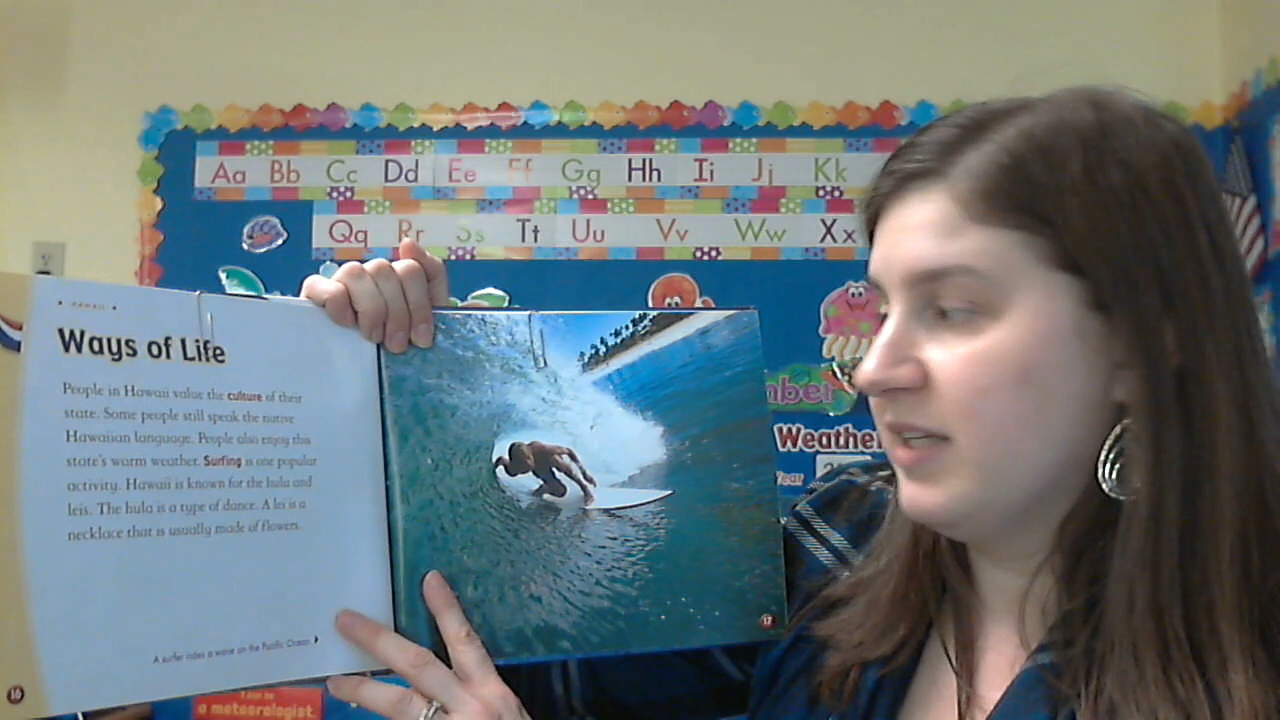 Aa Bb Cc Dd Ee Ff Gg Hh Ii Jj Kk
Qq Rr Ss Tt Uu Vv Ww Xx
HAWAII
Ways of Life
People in Hawaii value the culture of their
state. Some people still speak the native
Hawaiian language. People also enjoy this
state's warm weather. Surfing is one popular
activity. Hawaii is known for the hula and
leis. The hula is a type of dance. A lei is a
necklace that is usually made of flowers.
A surfer rides a wave on the Pacific Ocean.
16
17
Weather
Year
I can be
a meteorologist.